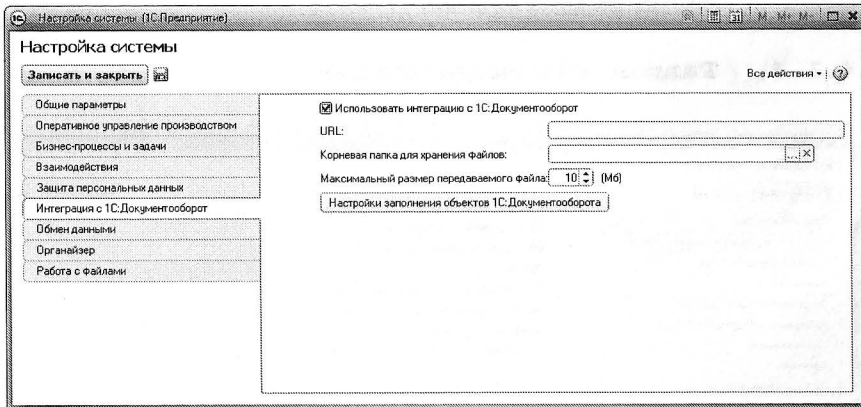 1С Настройка системы (1С:Предприятие)
31 M M+ M-
Настройка системы
Записать и закрыть
Все действия
Общие параметры
Оперативное управление производством
Бизнес-процессы и задачи
Взаимодействия
Защита персональных данных
Интеграция с 1С:Документооборот
Обмен данными
Органайзер
Работа с файлами
Использовать интеграцию с 1С:Документооборот
URL:
Корневая папка для хранения файлов: ... ×
Максимальный размер передаваемого файла: 10 (Мб)
Настройки заполнения объектов 1С:Документооборота